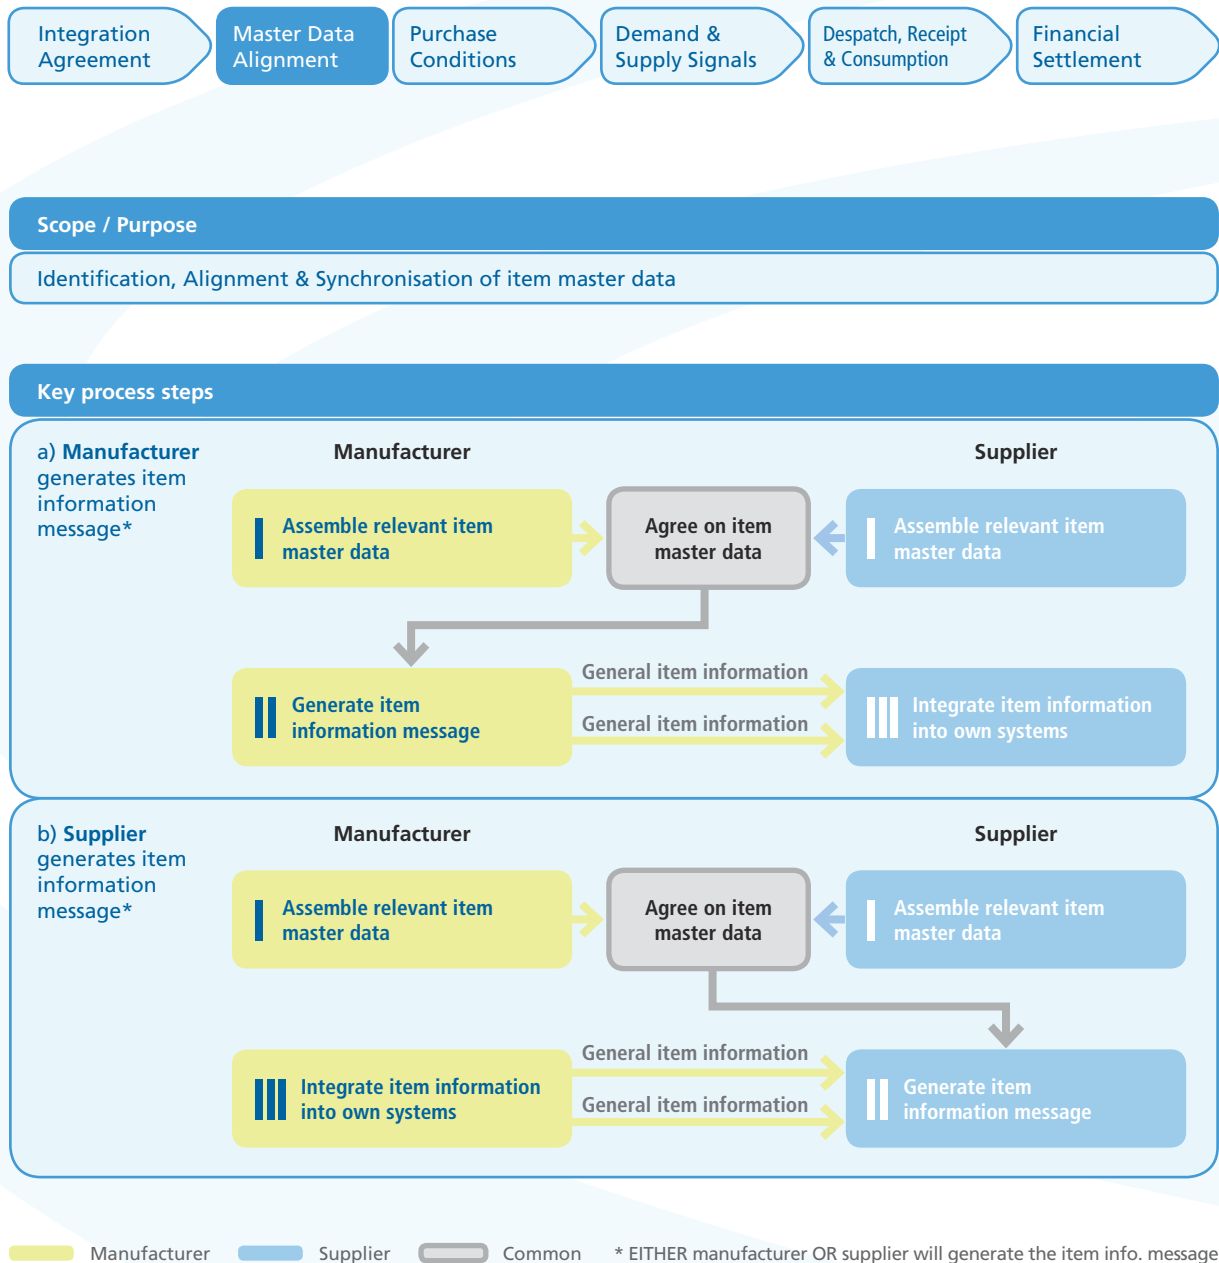 Integration
Agreement
Master Data
Alignment
Purchase
Conditions
Demand &
Supply Signals
Despatch, Receipt
& Consumption
Financial
Settlement
Scope / Purpose
Identification, Alignment & Synchronisation of item master data
Key process steps
a) Manufacturer
generates item
information
message*
Manufacturer
Supplier
I Assemble relevant item
master data
Agree on item
master data
I Assemble relevant item
master data
II Generate item
information message
General item information
General item information
III Integrate item information
into own systems
b) Supplier
generates item
information
message*
Manufacturer
Supplier
I Assemble relevant item
master data
Agree on item
master data
I Assemble relevant item
master data
III Integrate item information
into own systems
General item information
General item information
II Generate item
information message
Manufacturer
Supplier
Common
* EITHER manufacturer OR supplier will generate the item info. message